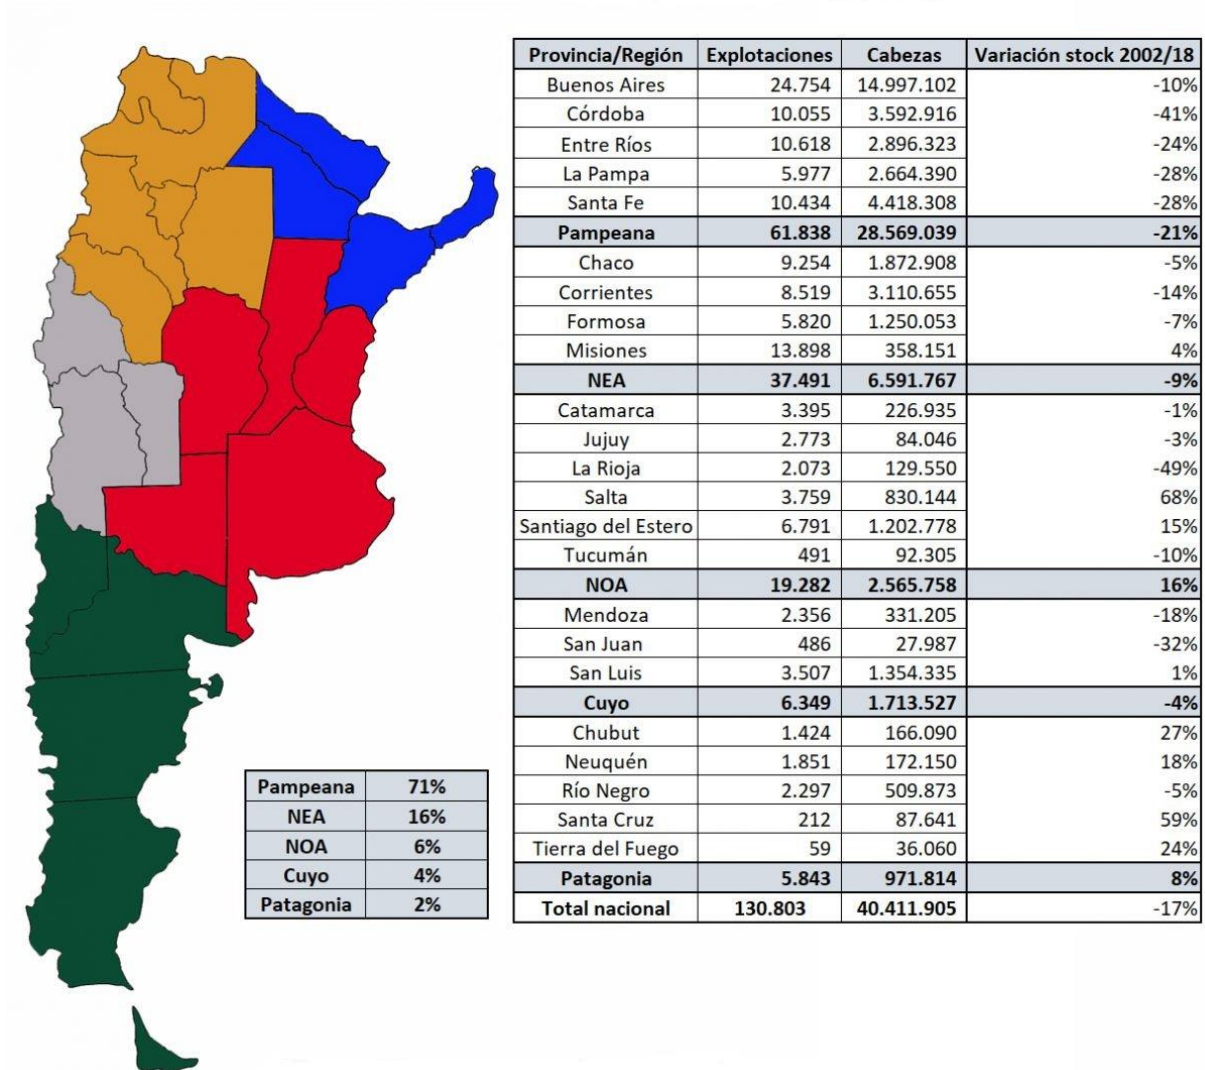 Provincia/Región Explotaciones Cabezas Variación stock 2002/18
Buenos Aires 24.754 14.997.102 -10%
Córdoba 10.055 3.592.916 -41%
Entre Ríos 10.618 2.896.323 -24%
La Pampa 5.977 2.664.390 -28%
Santa Fe 10.434 4.418.308 -28%
Pampeana 61.838 28.569.039 -21%
Chaco 9.254 1.872.908 -5%
Corrientes 8.519 3.110.655 -14%
Formosa 5.820 1.250.053 -7%
Misiones 13.898 358.151 4%
NEA 37.491 6.591.767 -9%
Catamarca 3.395 226.935 -1%
Jujuy 2.773 84.046 -3%
La Rioja 2.073 129.550 -49%
Salta 3.759 830.144 68%
Santiago del Estero 6.791 1.202.778 15%
Tucumán 491 92.305 -10%
NOA 19.282 2.565.758 16%
Mendoza 2.356 331.205 -18%
San Juan 486 27.987 -32%
San Luis 3.507 1.354.335 1%
Cuyo 6.349 1.713.527 -4%
Chubut 1.424 166.090 27%
Neuquén 1.851 172.150 18%
Río Negro 2.297 509.873 -5%
Santa Cruz 212 87.641 59%
Tierra del Fuego 59 36.060 24%
Patagonia 5.843 971.814 8%
Total nacional 130.803 40.411.905 -17%
Pampeana 71%
NEA 16%
NOA 6%
Cuyo 4%
Patagonia 2%